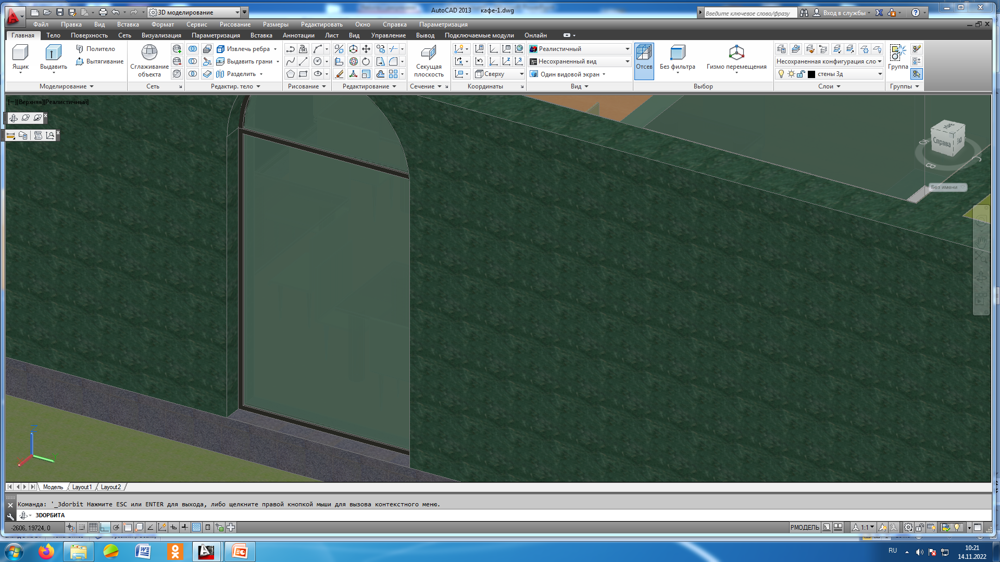 3D моделирование
AutoCAD 2013 кафе-1.dwg
Введите ключевое слово/фразу
Вход в службы
Файл Правка Вид Вставка Формат Сервис Рисование Размеры Редактировать Окно Справка Параметризация
Главная Тело Поверхность Сеть Визуализация Параметризация Вставка Аннотации Лист Вид Управление Вывод Подключаемые модули Онлайн
Ящик
Выдавить
Политело
Вытягивание
Моделирование
Сглаживание объекта
Сеть
Извлечь ребра
Выдавить грани
Разделить
Редактир. тело
Рисование
Редактирование
Секущая плоскость
Сечение
Сверху
Координаты
Реалистичный
Несохраненный вид
Один видовой экран
Вид
Отсев
Без фильтра
Гизмо перемещения
Выбор
Несохраненная конфигурация сло
стены 3д
Слои
Группа
Группы
[—][Верхняя][Реалистичный]
Справа
В
Без имени
Z
X
Модель Layout1 Layout2
Команда: '_3dorbit Нажмите ESC или ENTER для выхода, либо щелкните правой кнопкой мыши для вызова контекстного меню.
3DОРБИТА
-2606, 19724, 0
РМОДЕЛЬ
1:1
RU
10:21
14.11.2022